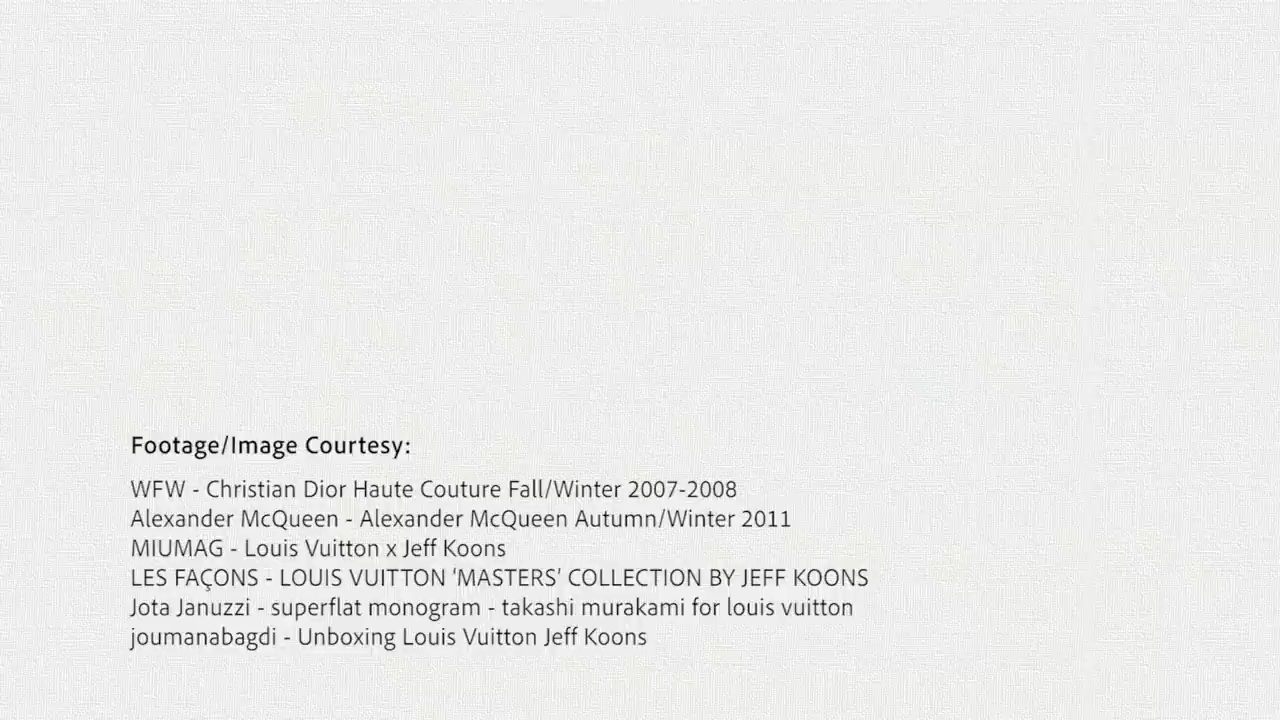 Footage/Image Courtesy:
WFW - Christian Dior Haute Couture Fall/Winter 2007-2008
Alexander McQueen - Alexander McQueen Autumn/Winter 2011
MIUMAG - Louis Vuitton x Jeff Koons
LES FAÇONS - LOUIS VUITTON ‘MASTERS’ COLLECTION BY JEFF KOONS
Jota Januzzi - superflat monogram - takashi murakami for louis vuitton
joumanabagdi - Unboxing Louis Vuitton Jeff Koons